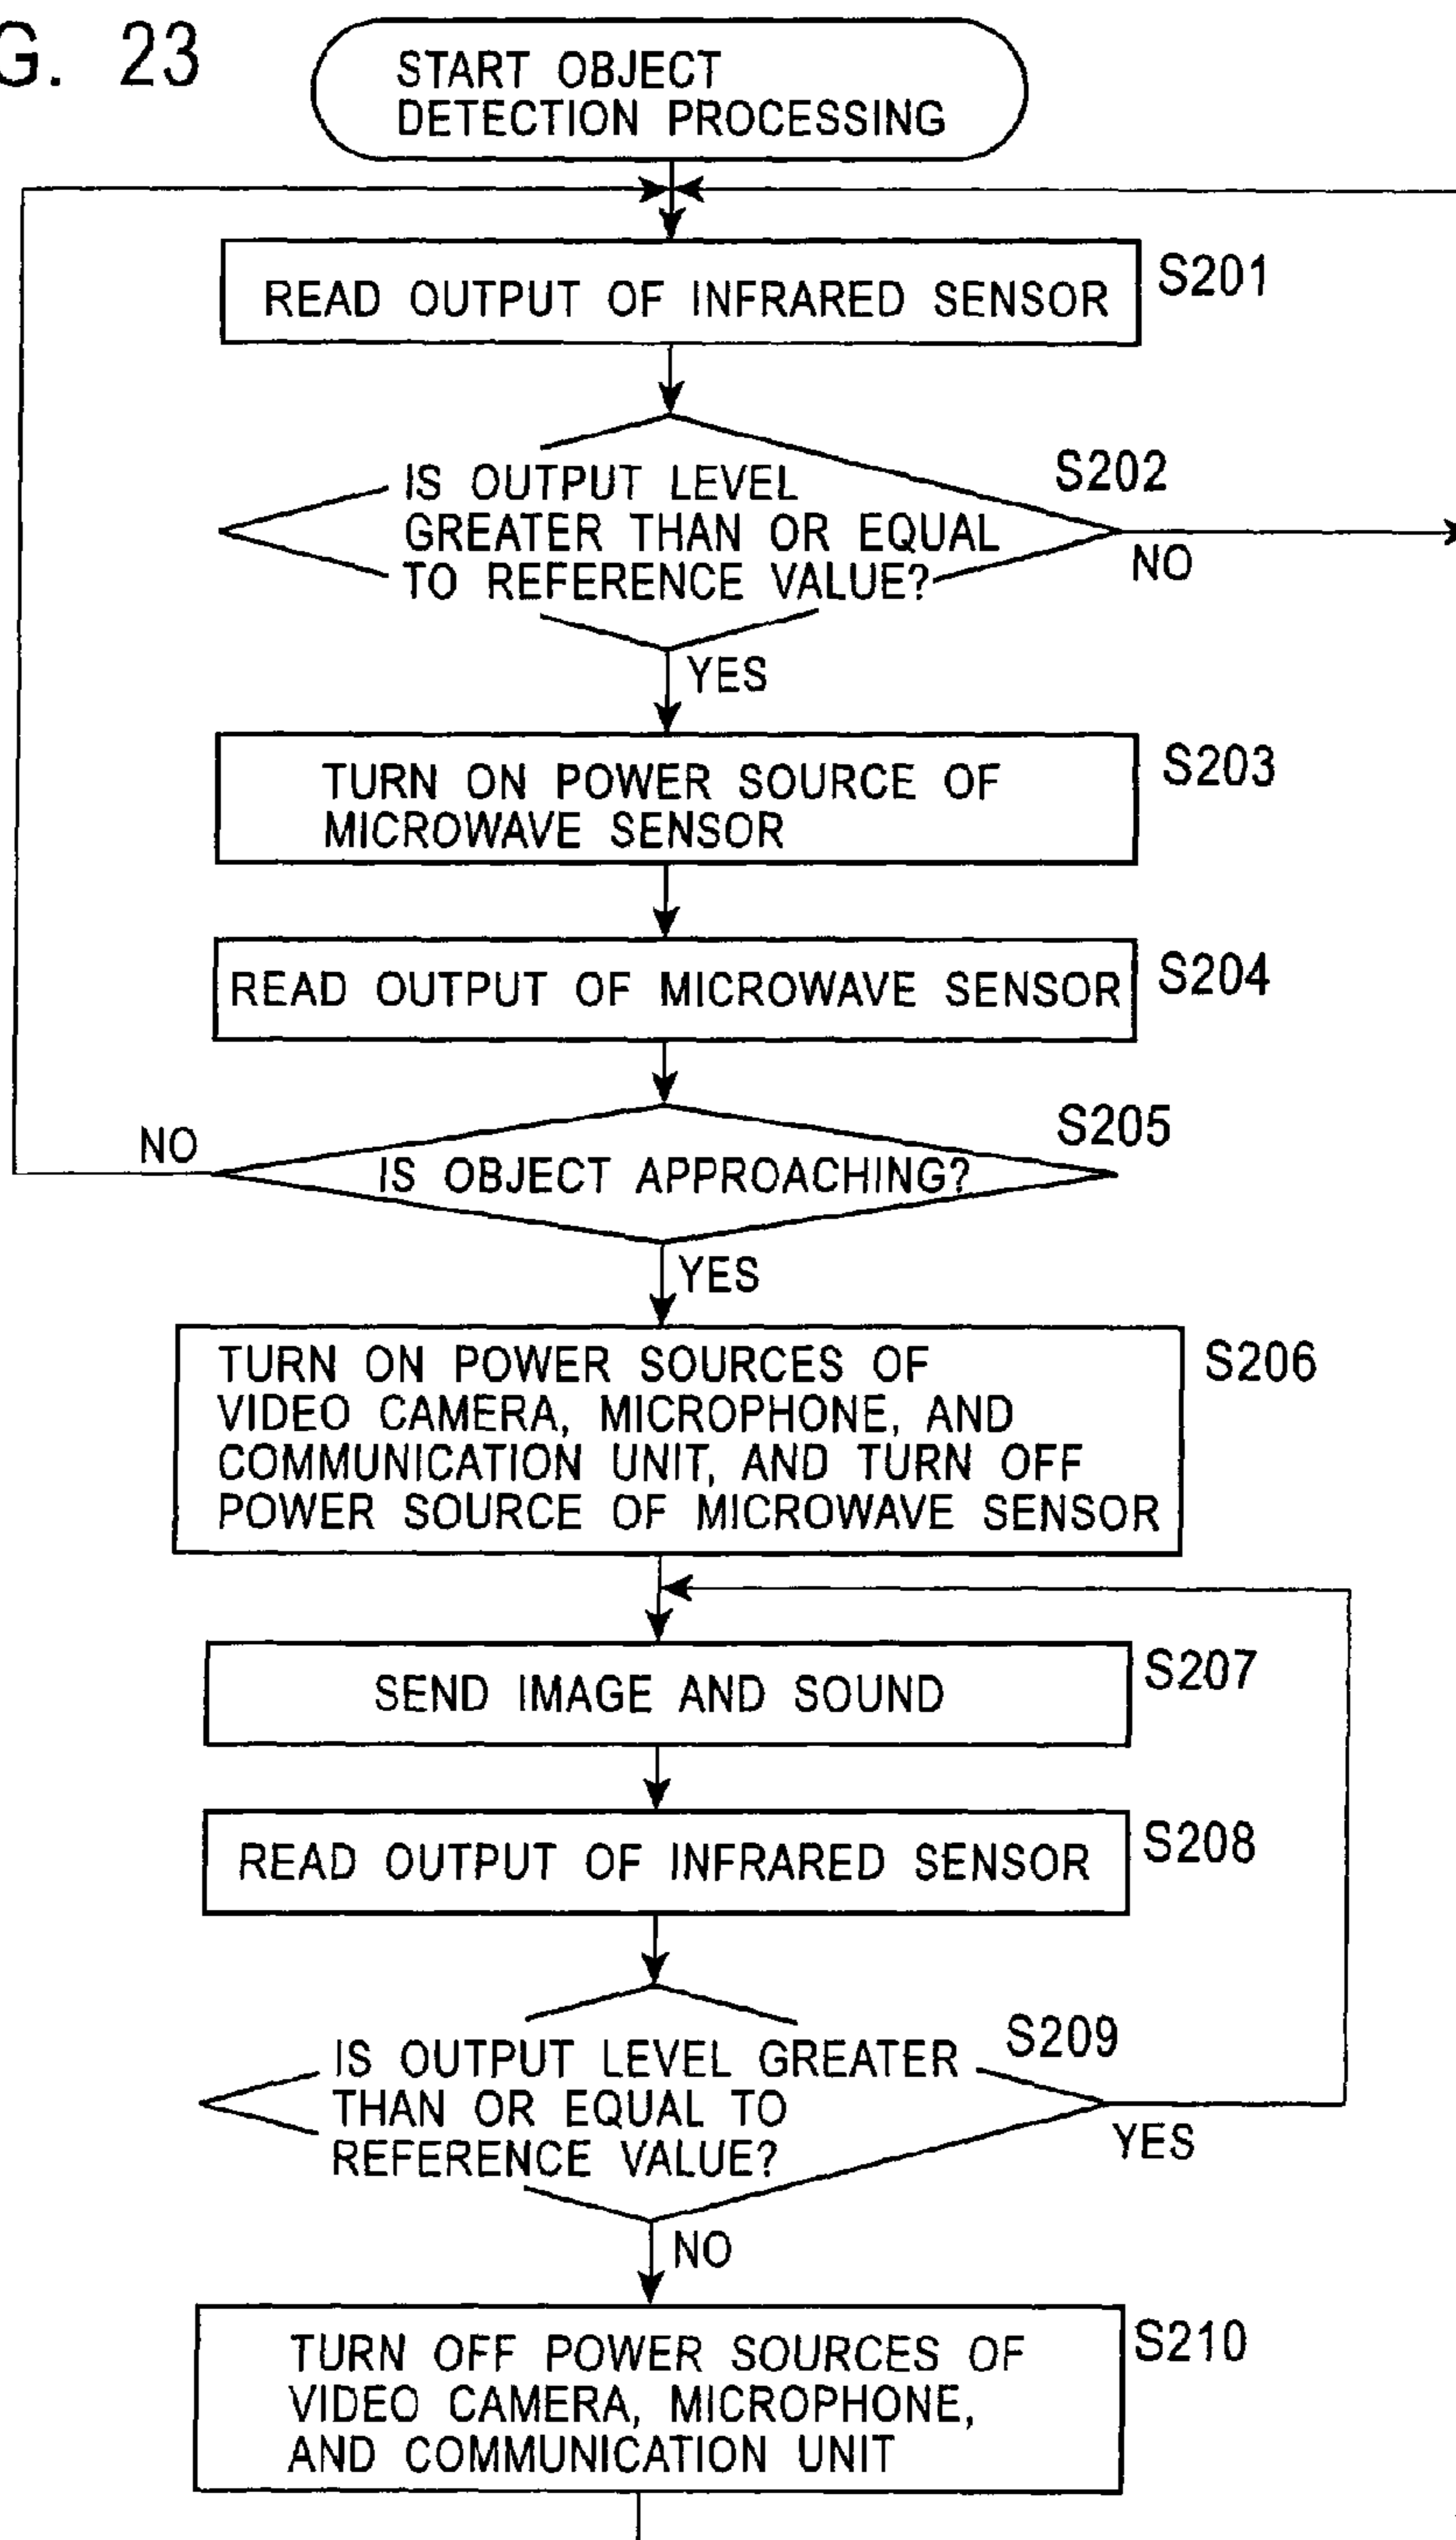 G. 23
START OBJECT
DETECTION PROCESSING
READ OUTPUT OF INFRARED SENSOR
S201
IS OUTPUT LEVEL
GREATER THAN OR EQUAL
TO REFERENCE VALUE?
S202
NO
YES
TURN ON POWER SOURCE OF
MICROWAVE SENSOR
S203
READ OUTPUT OF MICROWAVE SENSOR
S204
NO
IS OBJECT APPROACHING?
S205
YES
TURN ON POWER SOURCES OF
VIDEO CAMERA, MICROPHONE, AND
COMMUNICATION UNIT, AND TURN OFF
POWER SOURCE OF MICROWAVE SENSOR
S206
SEND IMAGE AND SOUND
S207
READ OUTPUT OF INFRARED SENSOR
S208
IS OUTPUT LEVEL GREATER
THAN OR EQUAL TO
REFERENCE VALUE?
S209
YES
NO
TURN OFF POWER SOURCES OF
VIDEO CAMERA, MICROPHONE,
AND COMMUNICATION UNIT
S210